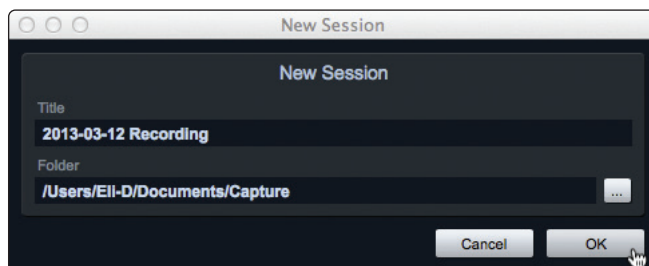 New Session
New Session
Title
2013-03-12 Recording
Folder
/Users/Eli-D/Documents/Capture
...
Cancel
OK